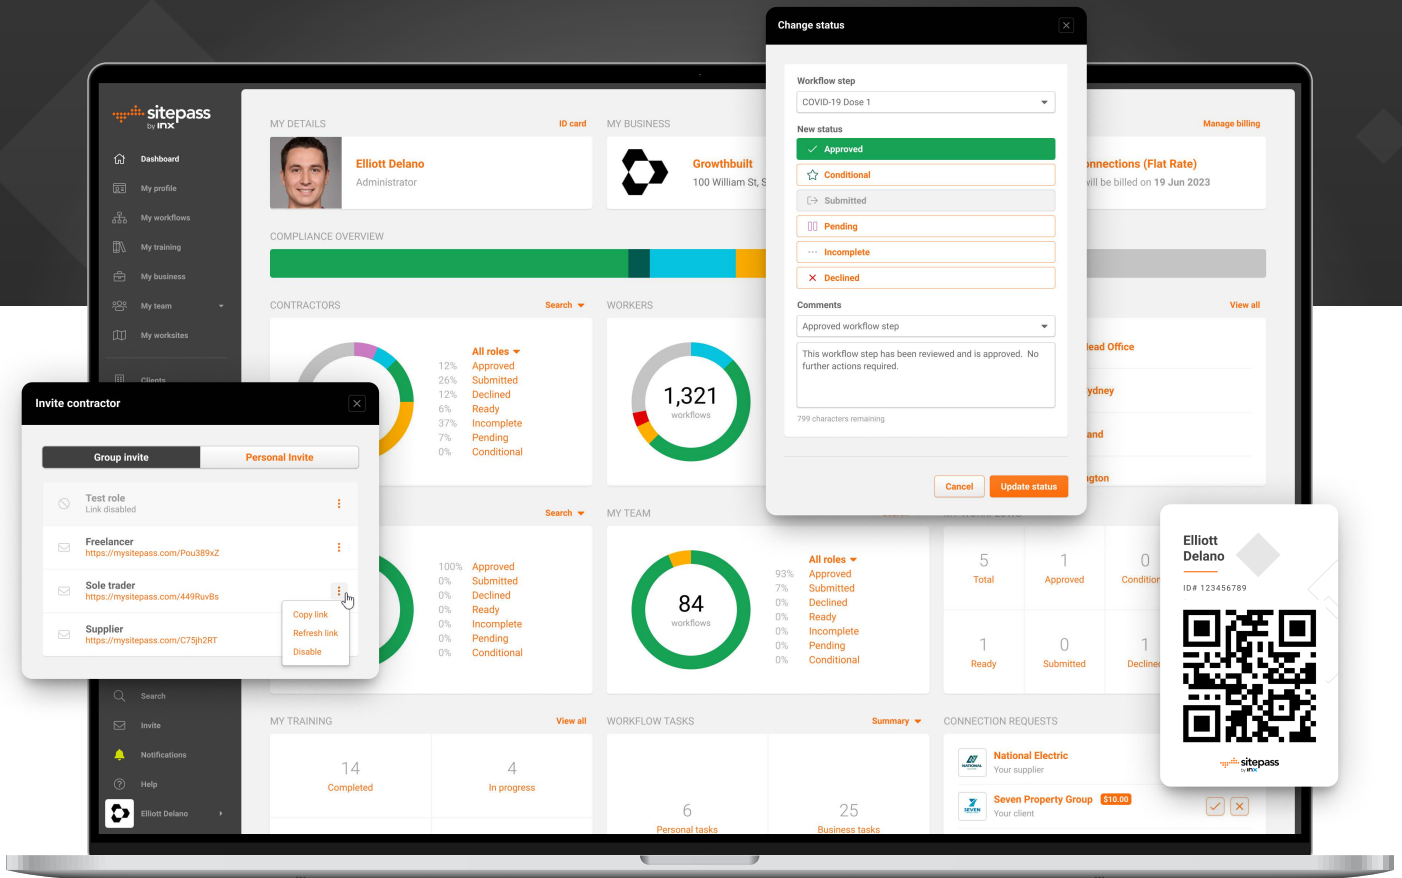 Change status
Workflow step
COVID-19 Dose 1
New status
Approved
Conditional
Submitted
Pending
Incomplete
Declined
Comments
Approved workflow step
This workflow step has been reviewed and is approved. No
further actions required.
799 characters remaining
Cancel
Update status
sitepass
by inx
Dashboard
My profile
My workflows
My training
My business
My team
My worksites
Clients
Search
Invite
Notifications
Help
Elliott Delano
MY DETAILS
ID card
Elliott Delano
Administrator
MY BUSINESS
Growthbuilt
100 William St, S
Manage billing
nnections (Flat Rate)
ill be billed on 19 Jun 2023
COMPLIANCE OVERVIEW
CONTRACTORS
Search
All roles
12% Approved
26% Submitted
12% Declined
6% Ready
37% Incomplete
7% Pending
0% Conditional
WORKERS
1,321
workflows
View all
ead Office
ydney
and
gton
Invite contractor
Group invite
Personal Invite
Test role
Link disabled
Freelancer
https://mysitepass.com/Pou389xZ
Sole trader
https://mysitepass.com/449RuvBs
Supplier
https://mysitepass.com/C75jh2RT
Copy link
Refresh link
Disable
Search
100% Approved
0% Submitted
0% Declined
0% Ready
0% Incomplete
0% Pending
0% Conditional
MY TEAM
84
workflows
All roles
93% Approved
7% Submitted
0% Declined
0% Ready
0% Incomplete
0% Pending
0% Conditional
5
Total
1
Approved
0
Condition
1
Ready
0
Submitted
1
Decline
MY TRAINING
View all
14
Completed
4
In progress
WORKFLOW TASKS
Summary
6
Personal tasks
25
Business tasks
CONNECTION REQUESTS
NATIONAL
National Electric
Your supplier
SEVEN
Seven Property Group $10.00
Your client
Elliott
Delano
ID# 123456789
sitepass
by inx